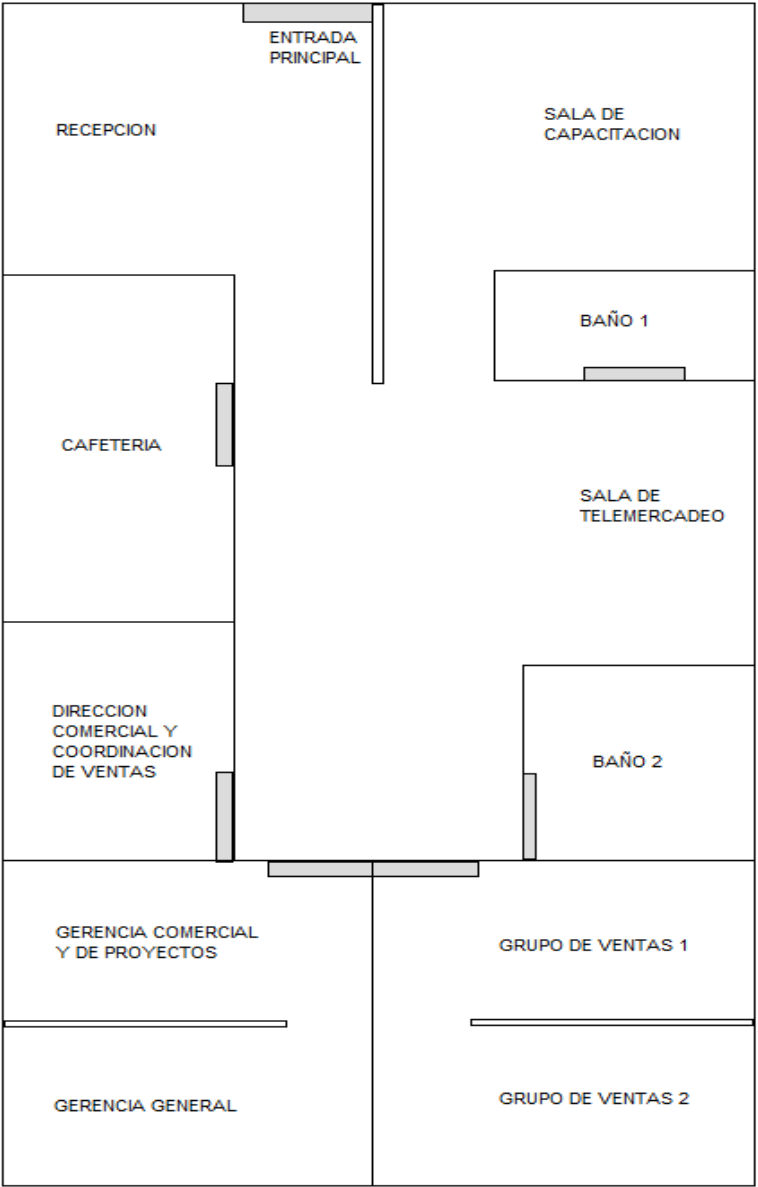 ENTRADA
PRINCIPAL
RECEPCION
SALA DE
CAPACITACION
BAÑO 1
CAFETERIA
SALA DE
TELEMERCADEO
DIRECCION
COMERCIAL Y
COORDINACION
DE VENTAS
BAÑO 2
GERENCIA COMERCIAL
Y DE PROYECTOS
GRUPO DE VENTAS 1
GERENCIA GENERAL
GRUPO DE VENTAS 2